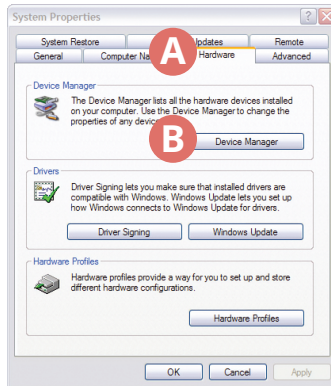 System Properties
System Restore Updates Remote
General Computer Na Hardware Advanced
A
Device Manager
The Device Manager lists all the hardware devices installed
on your computer. Use the Device Manager to change the
properties of any devic
B
Device Manager
Drivers
Driver Signing lets you make sure that installed drivers are
compatible with Windows. Windows Update lets you set up
how Windows connects to Windows Update for drivers.
Driver Signing Windows Update
Hardware Profiles
Hardware profiles provide a way for you to set up and store
different hardware configurations.
Hardware Profiles
OK Cancel Apply